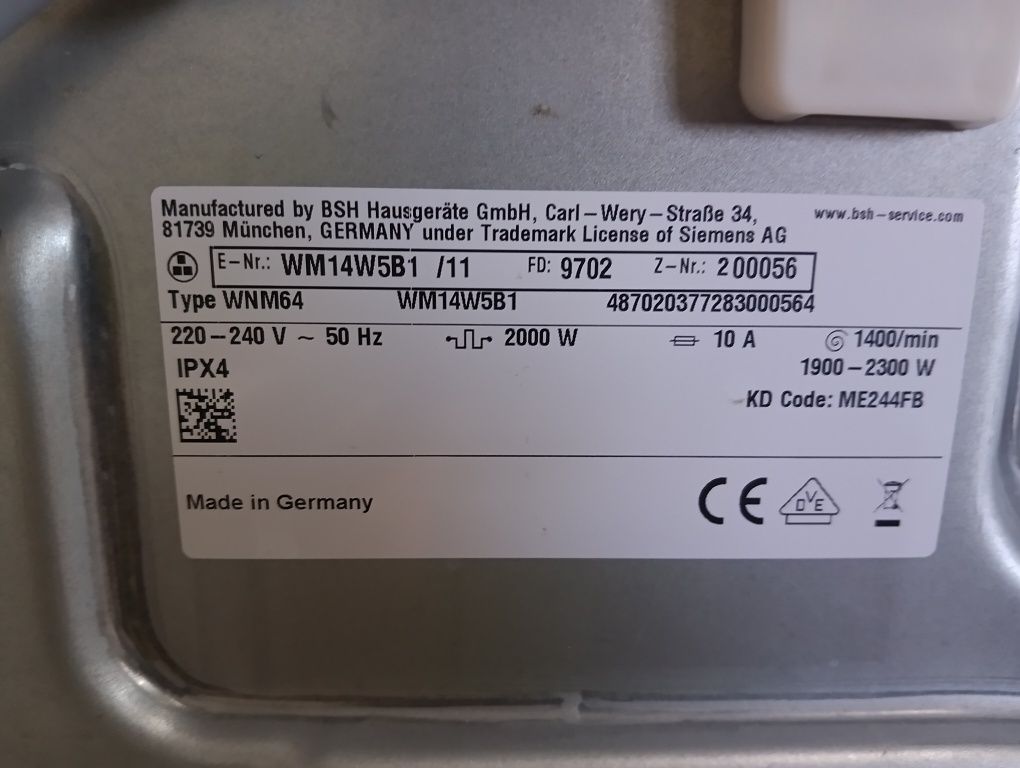 Manufactured by BSH Hausgeräte GmbH, Carl-Wery-Straße 34, www.bsh-service.com
81739 München, GERMANY under Trademark License of Siemens AG
E-Nr.: WM14W5B1 /11 FD: 9702 Z-Nr.: 200056
Type WNM64 WM14W5B1 487020377283000564
220-240 V ~ 50 Hz 2000 W 10 A 1400/min
IPX4 1900-2300 W
KD Code: ME244FB
Made in Germany CE DVE